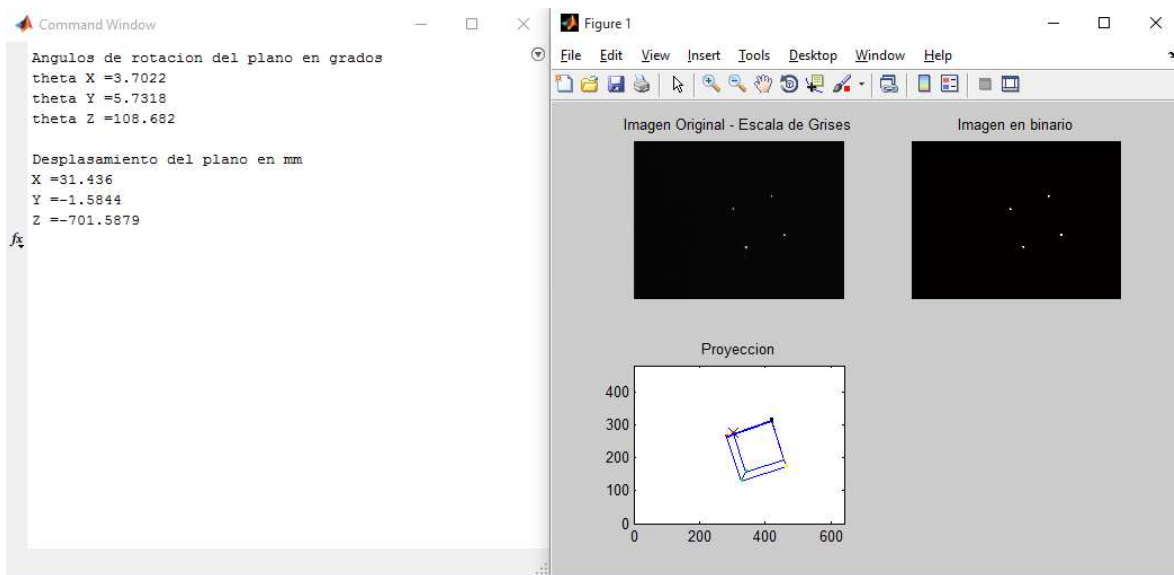 Command Window
Angulos de rotacion del plano en grados
theta X =3.7022
theta Y =5.7318
theta Z =108.682
Desplasamiento del plano en mm
X =31.436
Y =-1.5844
Z =-701.5879
fx
Figure 1
File Edit View Insert Tools Desktop Window Help
Imagen Original - Escala de Grises
Imagen en binario
Proyeccion
400
300
200
100
0
0 200 400 600